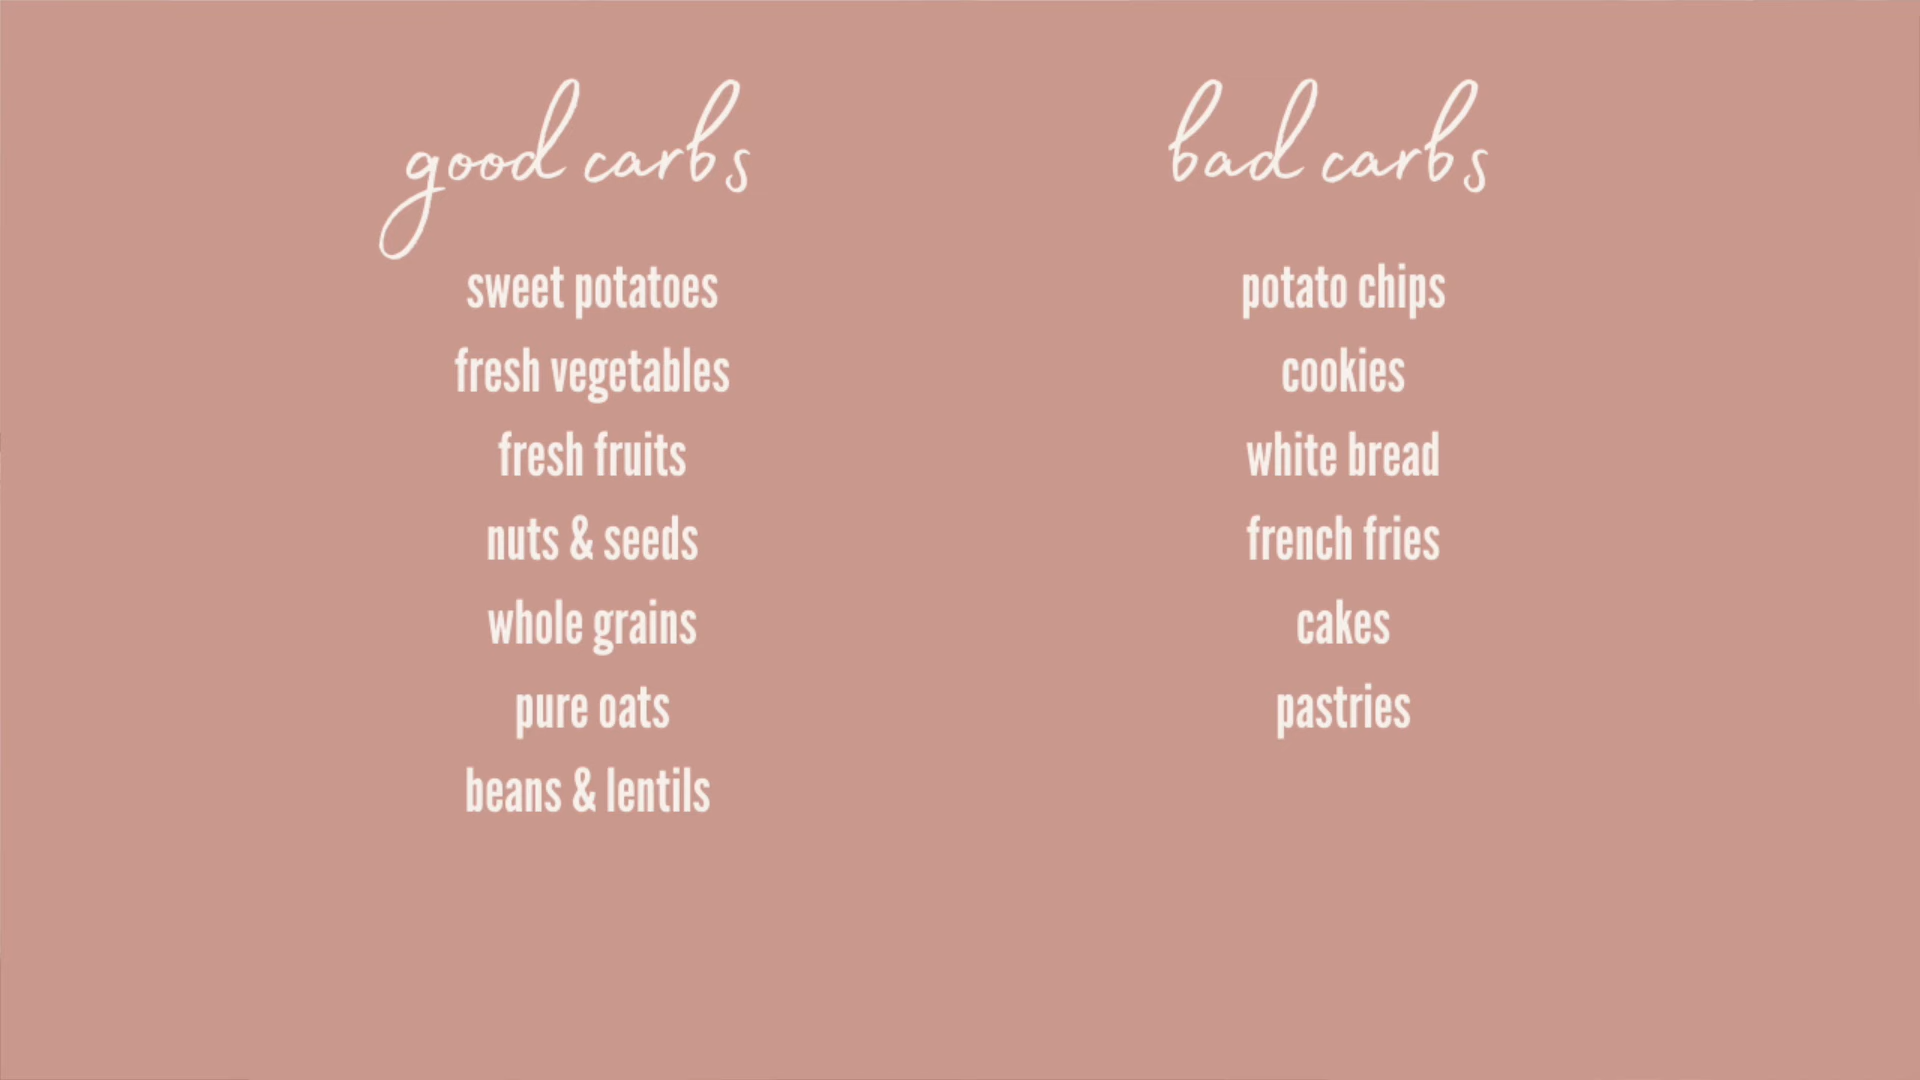 good carbs
sweet potatoes
fresh vegetables
fresh fruits
nuts & seeds
whole grains
pure oats
beans & lentils
bad carbs
potato chips
cookies
white bread
french fries
cakes
pastries